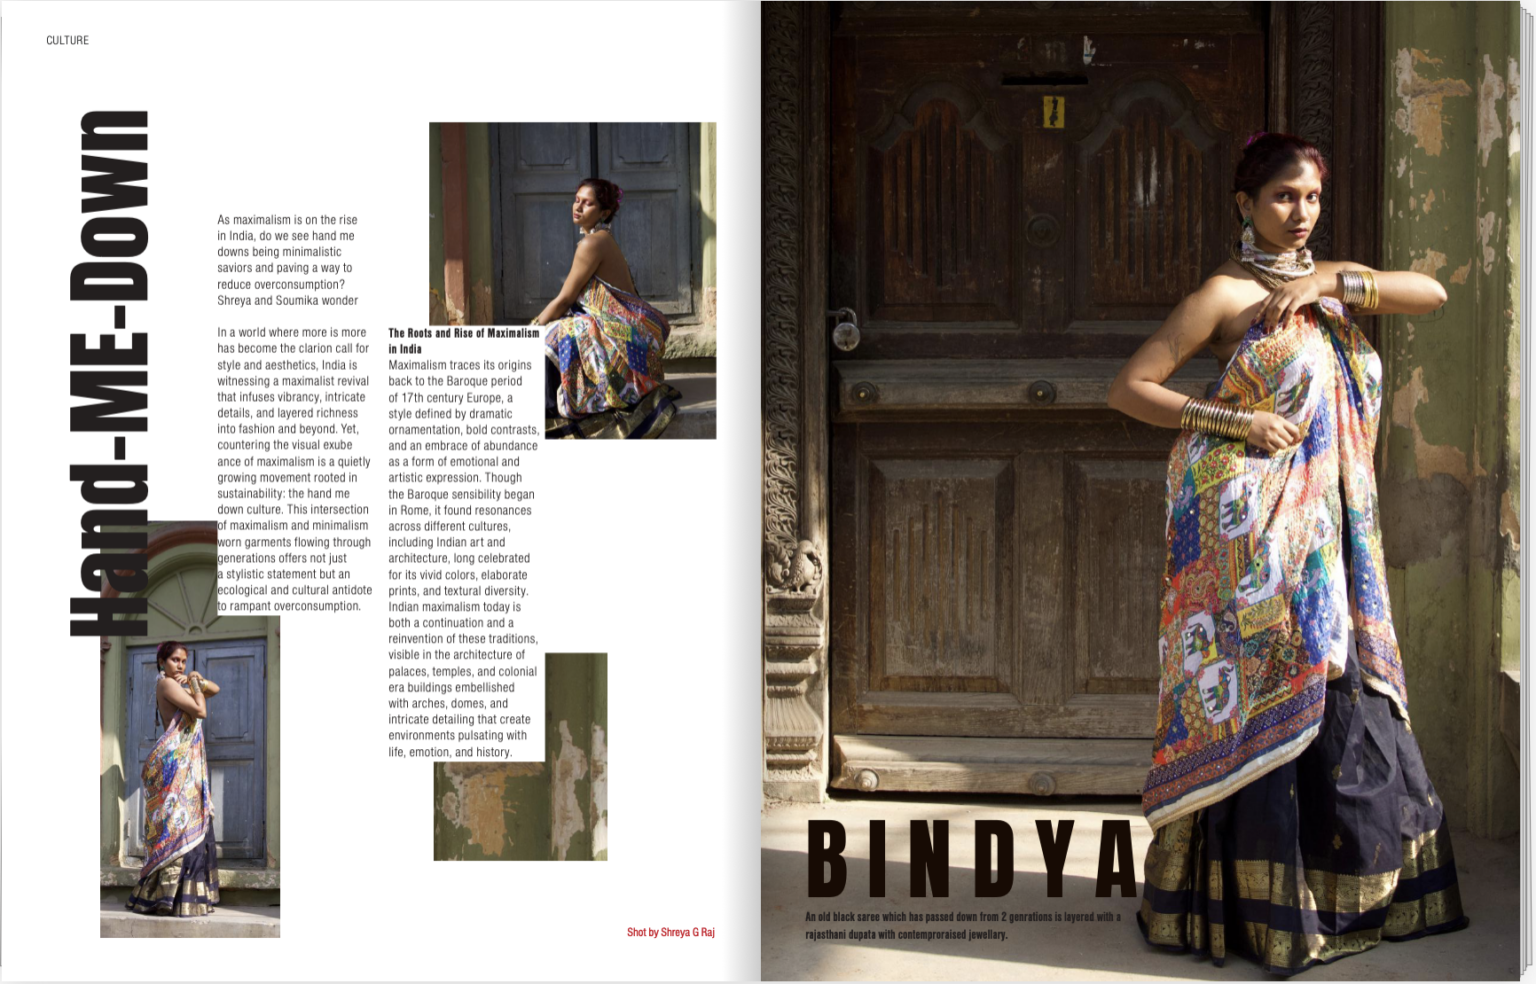 CULTURE
Hand-ME-Down
As maximalism is on the rise
in India, do we see hand me
downs being minimalistic
saviors and paving a way to
reduce overconsumption?
Shreya and Soumika wonder
In a world where more is more
has become the clarion call for
style and aesthetics, India is
witnessing a maximalist revival
that infuses vibrancy, intricate
details, and layered richness
into fashion and beyond. Yet,
countering the visual exube
ance of maximalism is a quietly
growing movement rooted in
sustainability: the hand me
down culture. This intersection
of maximalism and minimalism
worn garments flowing through
generations offers not just
a stylistic statement but an
ecological and cultural antidote
to rampant overconsumption.
The Roots and Rise of Maximalism
in India
Maximalism traces its origins
back to the Baroque period
of 17th century Europe, a
style defined by dramatic
ornamentation, bold contrasts,
and an embrace of abundance
as a form of emotional and
artistic expression. Though
the Baroque sensibility began
in Rome, it found resonances
across different cultures,
including Indian art and
architecture, long celebrated
for its vivid colors, elaborate
prints, and textural diversity.
Indian maximalism today is
both a continuation and a
reinvention of these traditions,
visible in the architecture of
palaces, temples, and colonial
era buildings embellished
with arches, domes, and
intricate detailing that create
environments pulsating with
life, emotion, and history.
Shot by Shreya G Raj
BINDYA
An old black saree which has passed down from 2 genrations is layered with a
rajasthani dupata with contemproraised jewellary.